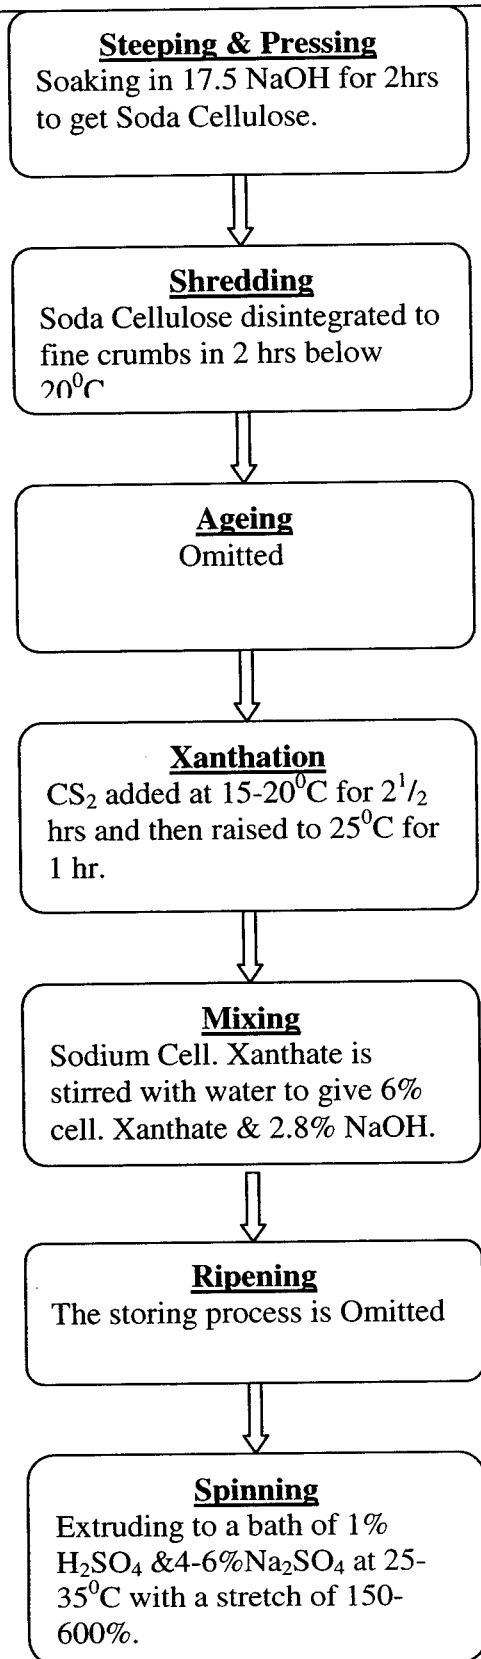 Steeping & Pressing
Soaking in 17.5 NaOH for 2hrs
to get Soda Cellulose.
Shredding
Soda Cellulose disintegrated to
fine crumbs in 2 hrs below
20⁰C
Ageing
Omitted
Xanthation
CS₂ added at 15-20⁰C for 2¹/₂
hrs and then raised to 25⁰C for
1 hr.
Mixing
Sodium Cell. Xanthate is
stirred with water to give 6%
cell. Xanthate & 2.8% NaOH.
Ripening
The storing process is Omitted
Spinning
Extruding to a bath of 1%
H₂SO₄ &4-6%Na₂SO₄ at 25-
35⁰C with a stretch of 150-
600%.